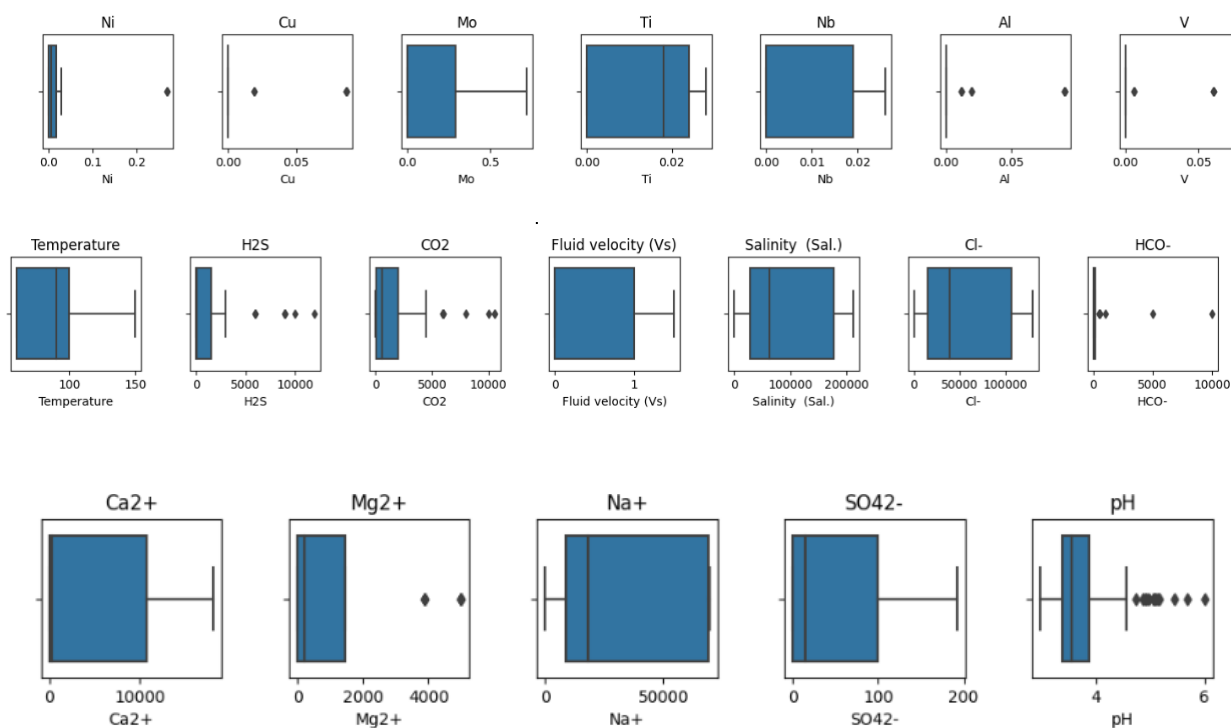 Ni Cu Mo Ti Nb Al V
0.0 0.1 0.2 0.00 0.05 0.0 0.5 0.00 0.02 0.00 0.01 0.02 0.00 0.05 0.00 0.05
Ni Cu Mo Ti Nb Al V
Temperature H2S CO2 Fluid velocity (Vs) Salinity (Sal.) Cl- HCO-
100 150 0 5000 10000 0 5000 10000 0 1 0 100000 200000 0 50000 100000 0 5000 10000
Temperature H2S CO2 Fluid velocity (Vs) Salinity (Sal.) Cl- HCO-
Ca2+ Mg2+ Na+ SO42- pH
0 10000 0 2000 4000 0 50000 0 100 200 4 6
Ca2+ Mg2+ Na+ SO42- pH